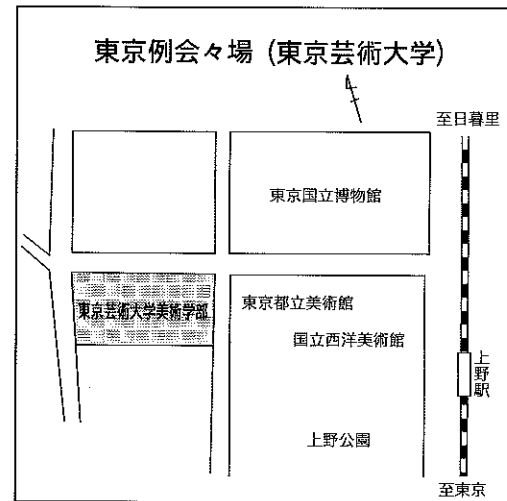 東京例会々場 (東京芸術大学)
至日暮里
東京国立博物館
東京芸術大学美術学部
東京都立美術館
国立西洋美術館
上野駅
上野公園
至東京